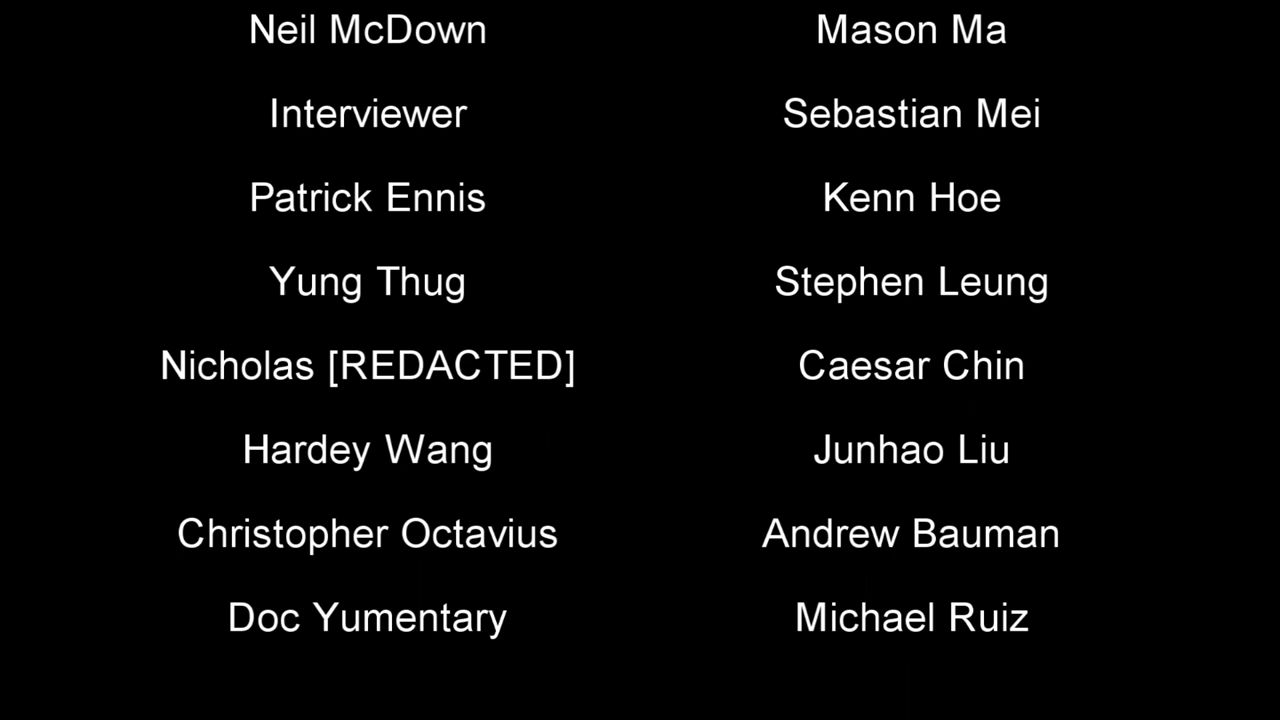 Neil McDown Mason Ma
Interviewer Sebastian Mei
Patrick Ennis Kenn Hoe
Yung Thug Stephen Leung
Nicholas [REDACTED] Caesar Chin
Hardey Wang Junhao Liu
Christopher Octavius Andrew Bauman
Doc Yumentary Michael Ruiz